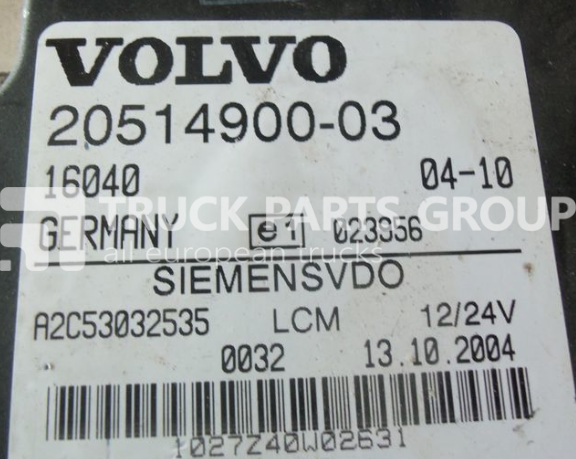 VOLVO
20514900-03
16040 04-10
TRUCK PARTS GROUP
GERMANY e1 023956
all european trucks
SIEMENSVDO
A2C53032535 LCM 12/24V
0032 13.10.2004
1027Z40W02631